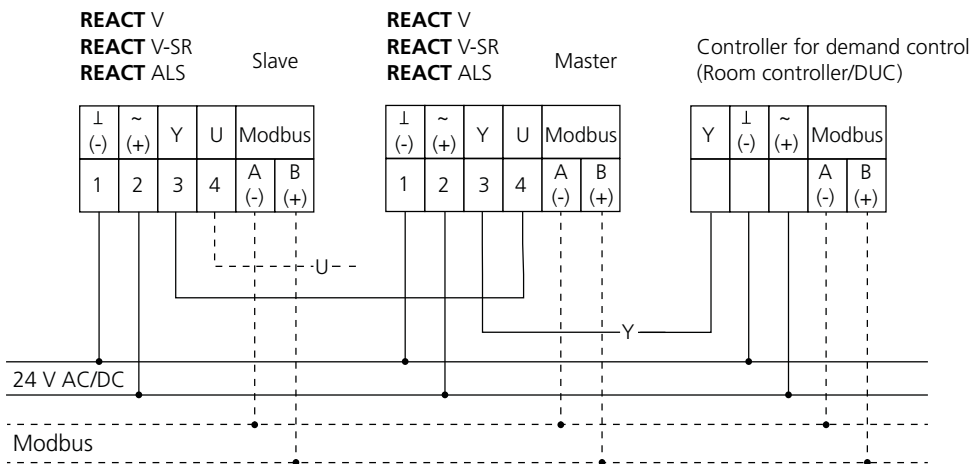 REACT V
REACT V-SR
REACT ALS
Slave
REACT V
REACT V-SR
REACT ALS
Master
Controller for demand control
(Room controller/DUC)
⊥ ~ Y U Modbus
(-) (+)
1 2 3 4 A B
(-) (+)
⊥ ~ Y U Modbus
(-) (+)
1 2 3 4 A B
(-) (+)
Y ⊥ ~ Modbus
(-) (+)
A B
(-) (+)
U
Y
24 V AC/DC
Modbus